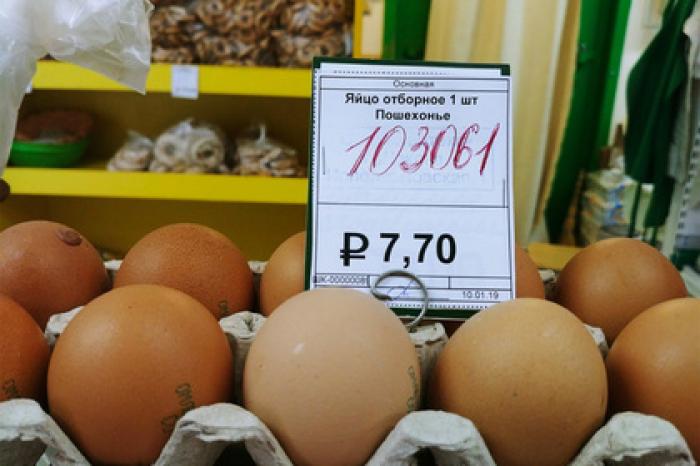 Основная
Яйцо отборное 1 шт
Пошехонье
103061
₽ 7,70
10.01.19